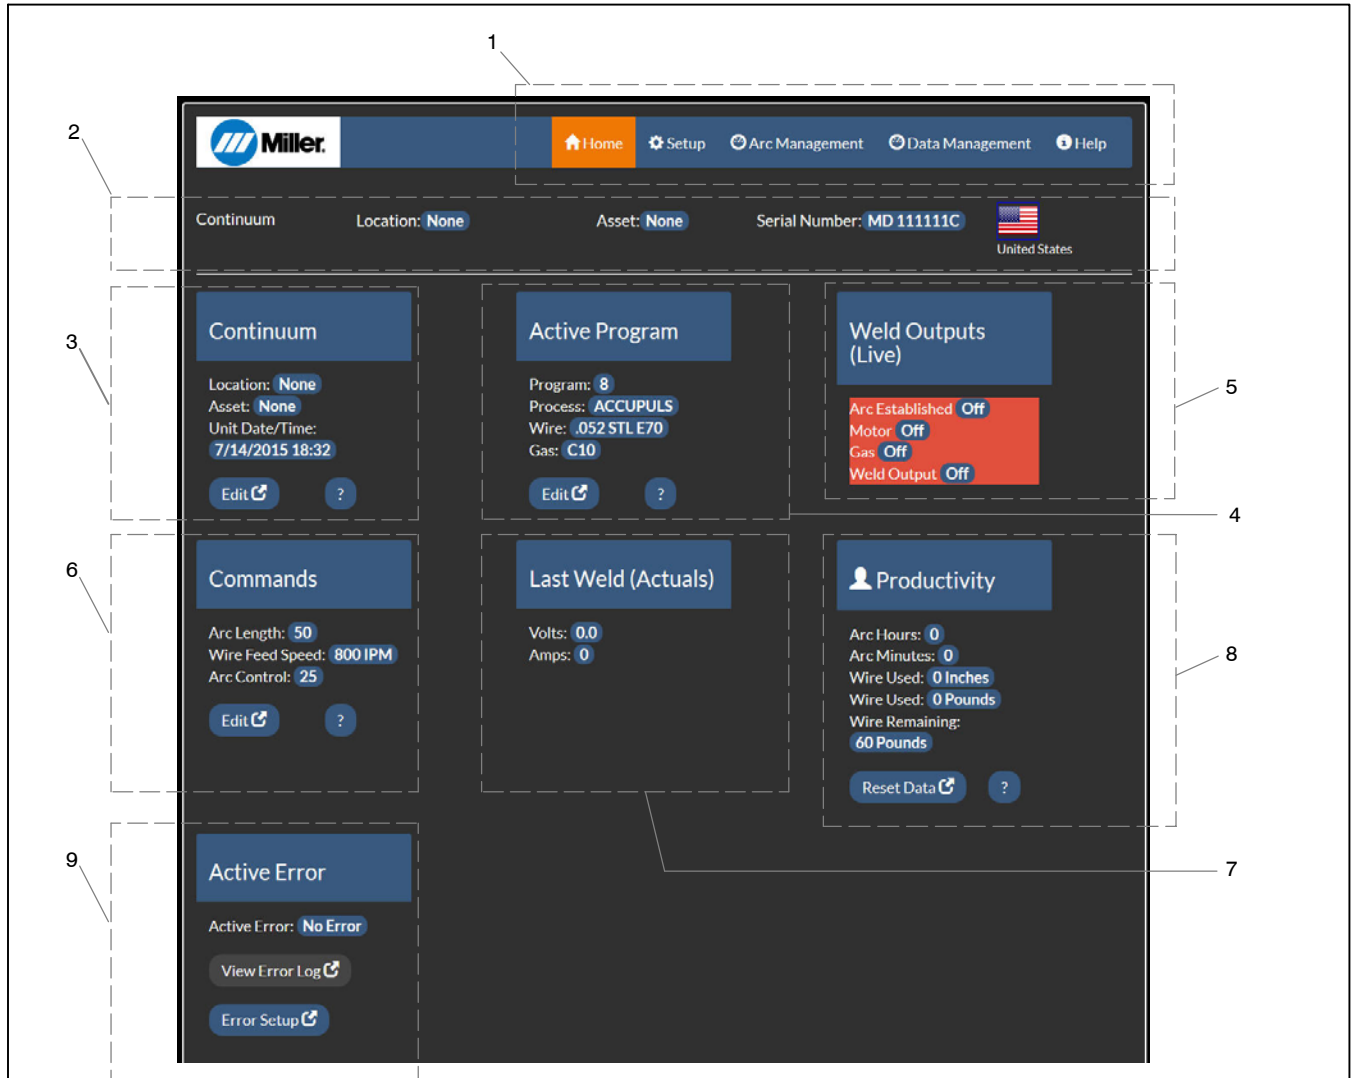 1
2
Miller.
Home Setup Arc Management Data Management Help
Continuum Location: None Asset: None Serial Number: MD 111111C
United States
3
Continuum
Location: None
Asset: None
Unit Date/Time:
7/14/2015 18:32
Edit ?
Active Program
Program: 8
Process: ACCUPULS
Wire: .052 STL E70
Gas: C10
Edit ?
4
Weld Outputs
(Live)
Arc Established Off
Motor Off
Gas Off
Weld Output Off
5
6
Commands
Arc Length: 50
Wire Feed Speed: 800 IPM
Arc Control: 25
Edit ?
Last Weld (Actuals)
Volts: 0.0
Amps: 0
7
Productivity
Arc Hours: 0
Arc Minutes: 0
Wire Used: 0 Inches
Wire Used: 0 Pounds
Wire Remaining:
60 Pounds
Reset Data ?
8
9
Active Error
Active Error: No Error
View Error Log
Error Setup